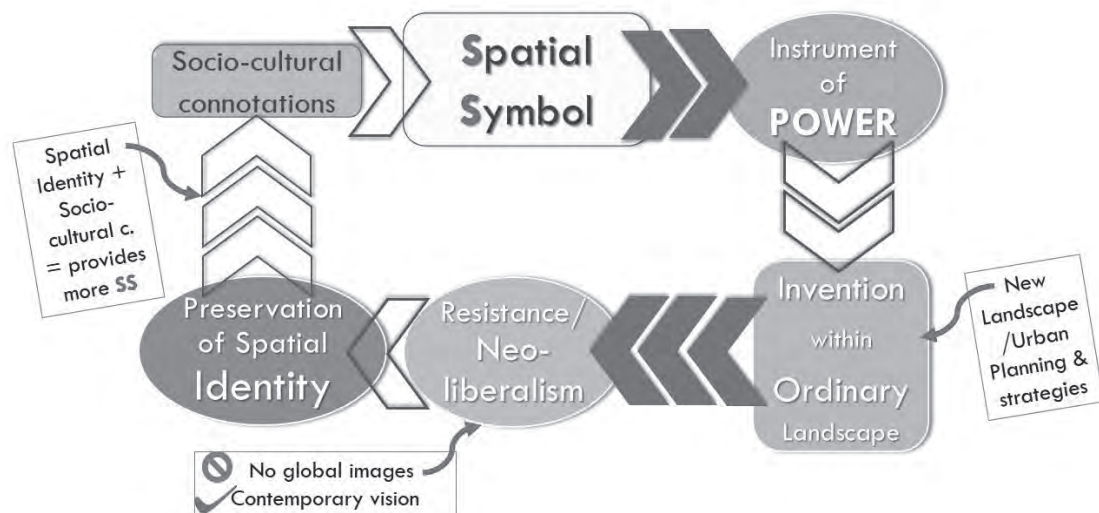 Socio-cultural
connotations
Spatial
Symbol
Instrument
of
POWER
Spatial
Identity +
Socio-
cultural c.
= provides
more SS
Preservation
of Spatial
Identity
Resistance/
Neo-
liberalism
Invention
within
Ordinary
Landscape
New
Landscape
/Urban
Planning &
strategies
No global images
Contemporary vision